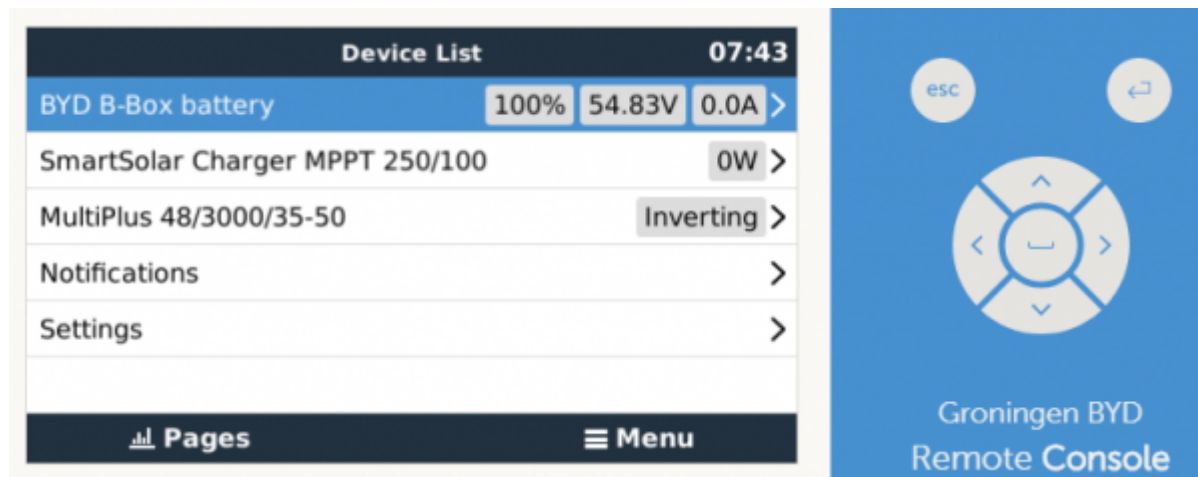 Device List 07:43
BYD B-Box battery 100% 54.83V 0.0A
SmartSolar Charger MPPT 250/100 0W
MultiPlus 48/3000/35-50 Inverting
Notifications
Settings
Pages Menu
esc
Groningen BYD
Remote Console